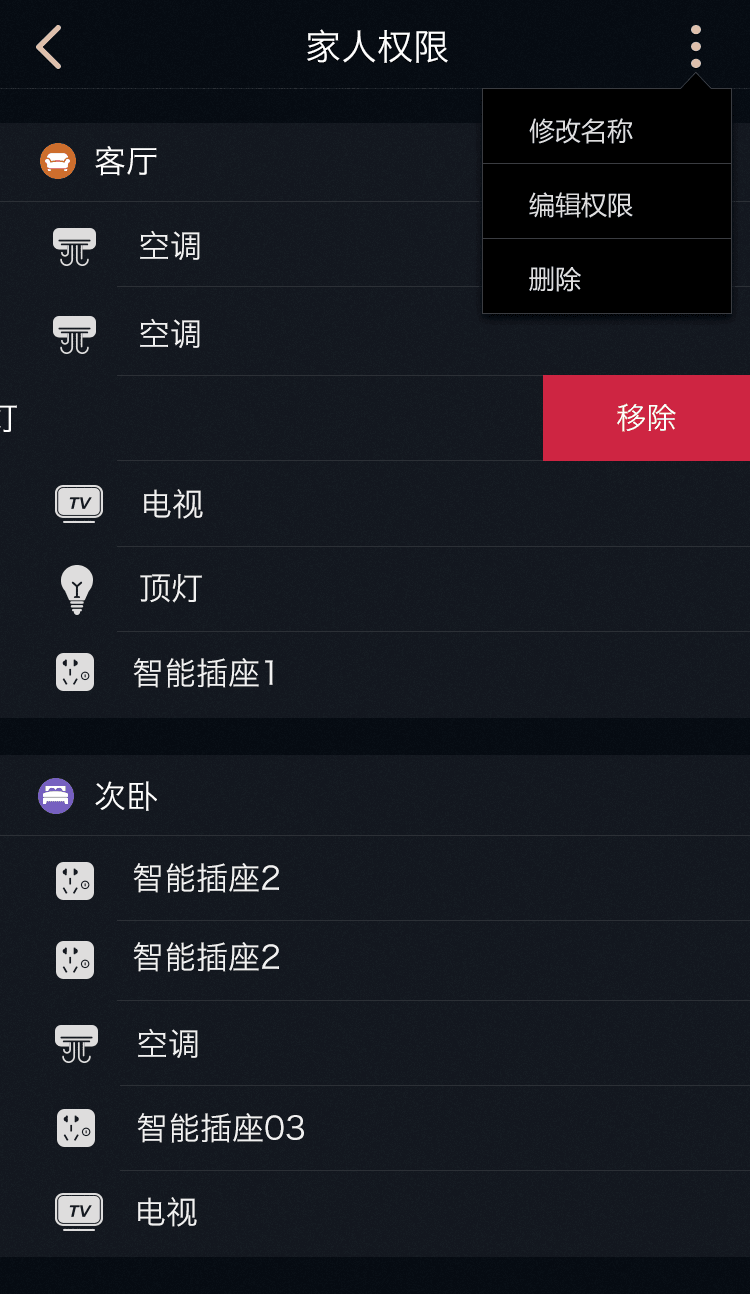 家人权限
修改名称
编辑权限
删除
客厅
空调
空调
灯
移除
TV 电视
顶灯
智能插座1
次卧
智能插座2
智能插座2
空调
智能插座03
TV 电视